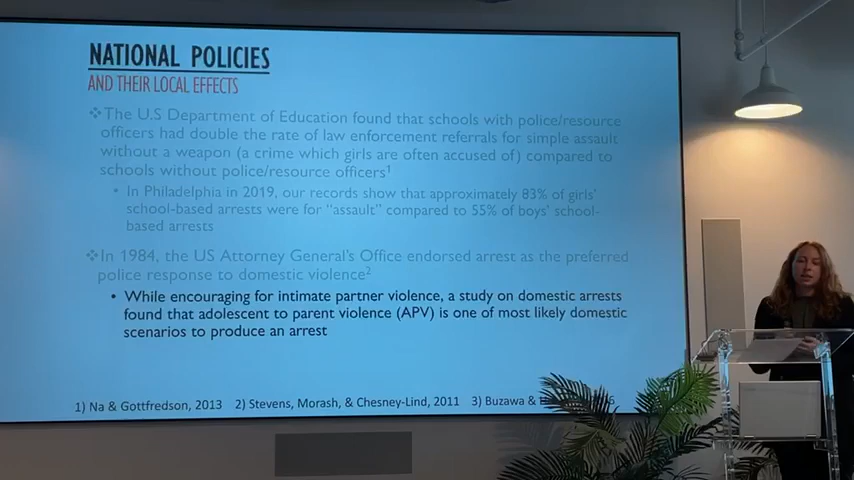 NATIONAL POLICIES
AND THEIR LOCAL EFFECTS
❖The U.S Department of Education found that schools with police/resource
officers had double the rate of law enforcement referrals for simple assault
without a weapon (a crime which girls are often accused of) compared to
schools without police/resource officers¹
• In Philadelphia in 2019, our records show that approximately 83% of girls'
school-based arrests were for "assault" compared to 55% of boys' school-
based arrests
❖In 1984, the US Attorney General's Office endorsed arrest as the preferred
police response to domestic violence²
• While encouraging for intimate partner violence, a study on domestic arrests
found that adolescent to parent violence (APV) is one of most likely domestic
scenarios to produce an arrest
1) Na & Gottfredson, 2013 2) Stevens, Morash, & Chesney-Lind, 2011 3) Buzawa &